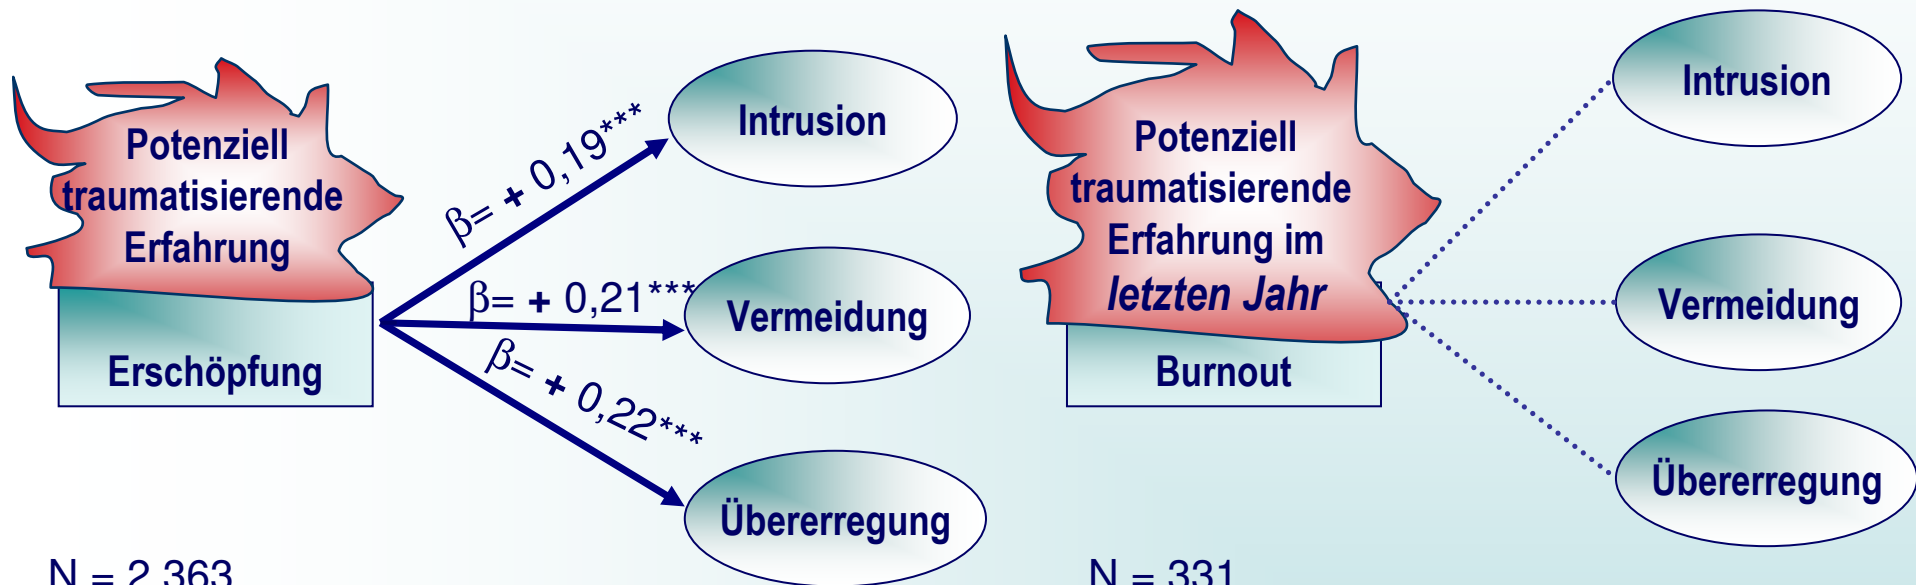 Potenziell
traumatisierende
Erfahrung
Erschöpfung
β= + 0,19***
β= + 0,21***
β= + 0,22***
Intrusion
Vermeidung
Übererregung
N = 2.363
Potenziell
traumatisierende
Erfahrung im
letzten Jahr
Burnout
Intrusion
Vermeidung
Übererregung
N = 331